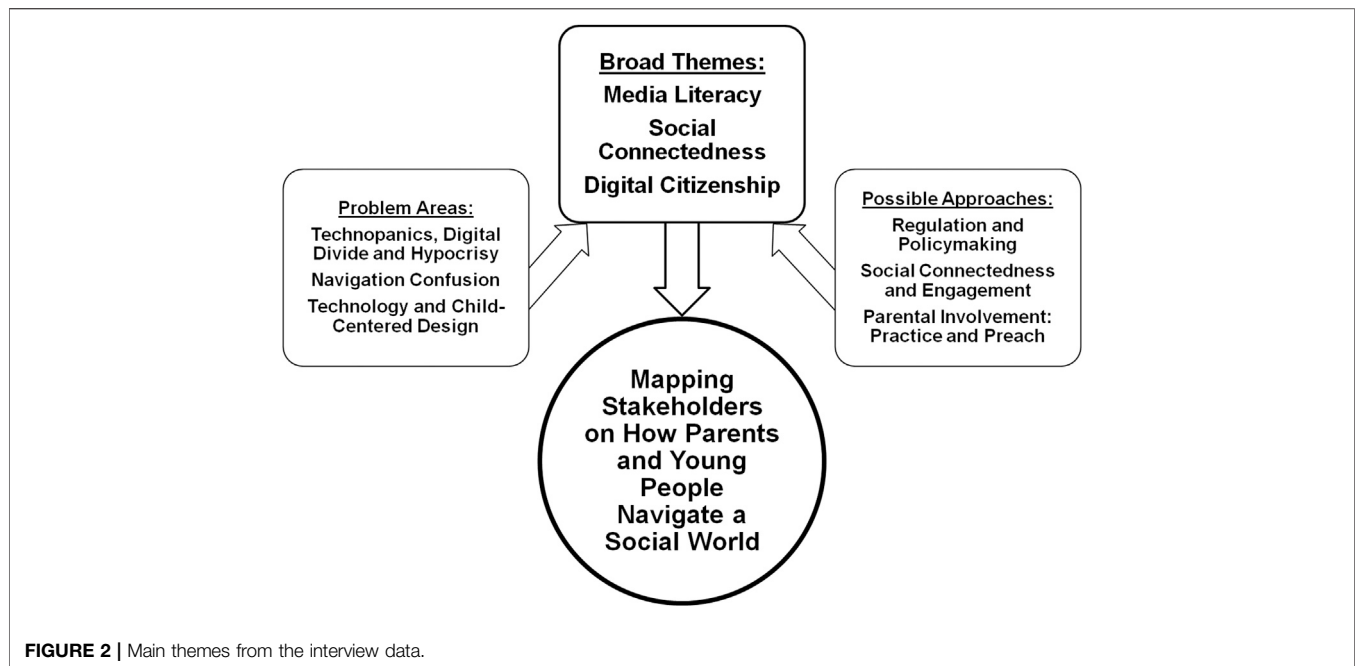 Broad Themes:
Media Literacy
Social
Connectedness
Digital Citizenship
Problem Areas:
Technopanics, Digital
Divide and Hypocrisy
Navigation Confusion
Technology and Child-
Centered Design
Possible Approaches:
Regulation and
Policymaking
Social Connectedness
and Engagement
Parental Involvement:
Practice and Preach
Mapping
Stakeholders
on How Parents
and Young
People
Navigate a
Social World
FIGURE 2 | Main themes from the interview data.